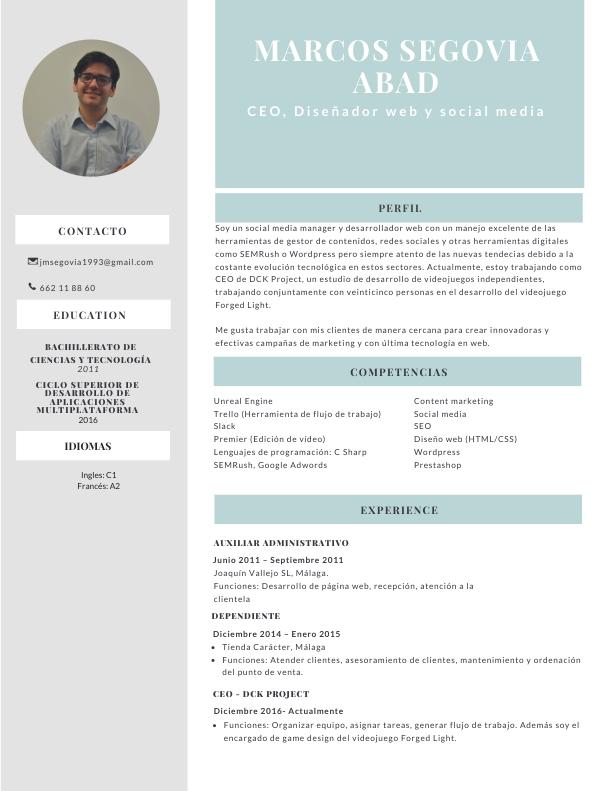 MARCOS SEGOVIA
ABAD
CEO, Diseñador web y social media
CONTACTO
jmsegovia1993@gmail.com
662 11 88 60
EDUCATION
BACHILLERATO DE
CIENCIAS Y TECNOLOGÍA
2011
CICLO SUPERIOR DE
DESARROLLO DE
APLICACIONES
MULTIPLATAFORMA
2016
IDIOMAS
Ingles: C1
Francés: A2
PERFIL
Soy un social media manager y desarrollador web con un manejo excelente de las
herramientas de gestor de contenidos, redes sociales y otras herramientas digitales
como SEMRush o Wordpress pero siempre atento de las nuevas tendecias debido a la
costante evolución tecnológica en estos sectores. Actualmente, estoy trabajando como
CEO de DCK Project, un estudio de desarrollo de videojuegos independientes,
trabajando conjuntamente con veinticinco personas en el desarrollo del videojuego
Forged Light.
Me gusta trabajar con mis clientes de manera cercana para crear innovadoras y
efectivas campañas de marketing y con última tecnología en web.
COMPETENCIAS
Unreal Engine
Trello (Herramienta de flujo de trabajo)
Slack
Premier (Edición de vídeo)
Lenguajes de programación: C Sharp
SEMRush, Google Adwords
Content marketing
Social media
SEO
Diseño web (HTML/CSS)
Wordpress
Prestashop
EXPERIENCE
AUXILIAR ADMINISTRATIVO
Junio 2011 – Septiembre 2011
Joaquín Vallejo SL, Málaga.
Funciones: Desarrollo de página web, recepción, atención a la
clientela
DEPENDIENTE
Diciembre 2014 – Enero 2015
• Tienda Carácter, Málaga
• Funciones: Atender clientes, asesoramiento de clientes, mantenimiento y ordenación
del punto de venta.
CEO - DCK PROJECT
Diciembre 2016- Actualmente
• Funciones: Organizar equipo, asignar tareas, generar flujo de trabajo. Además soy el
encargado de game design del videojuego Forged Light.